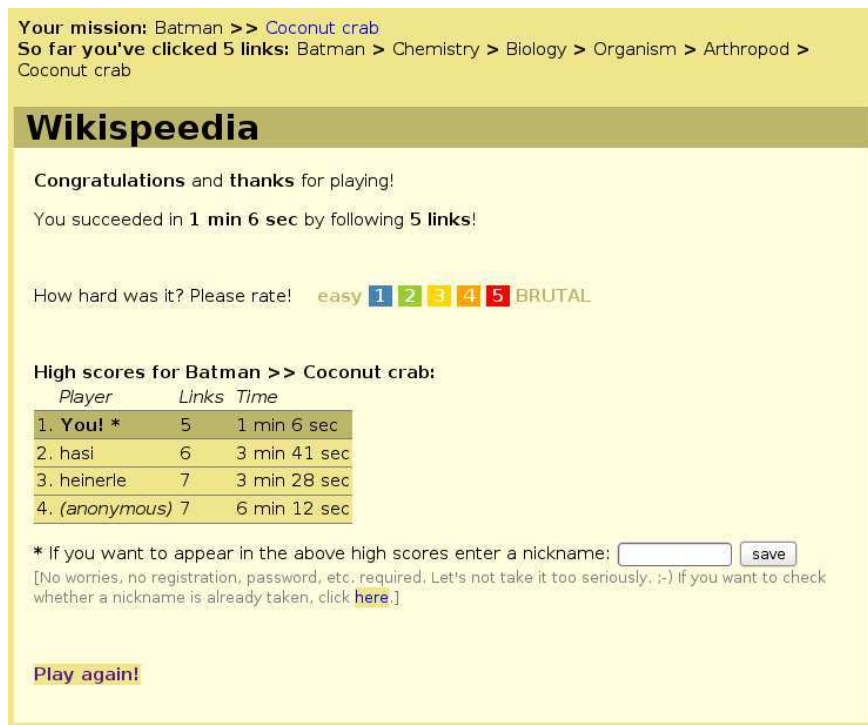 Your mission: Batman >> Coconut crab
So far you've clicked 5 links: Batman > Chemistry > Biology > Organism > Arthropod >
Coconut crab
Wikispeedia
Congratulations and thanks for playing!
You succeeded in 1 min 6 sec by following 5 links!
How hard was it? Please rate! easy 1 2 3 4 5 BRUTAL
High scores for Batman >> Coconut crab:
Player Links Time
1. You! * 5 1 min 6 sec
2. hasi 6 3 min 41 sec
3. heinerle 7 3 min 28 sec
4. (anonymous) 7 6 min 12 sec
* If you want to appear in the above high scores enter a nickname: save
[No worries, no registration, password, etc. required. Let's not take it too seriously. ;-) If you want to check
whether a nickname is already taken, click here.]
Play again!